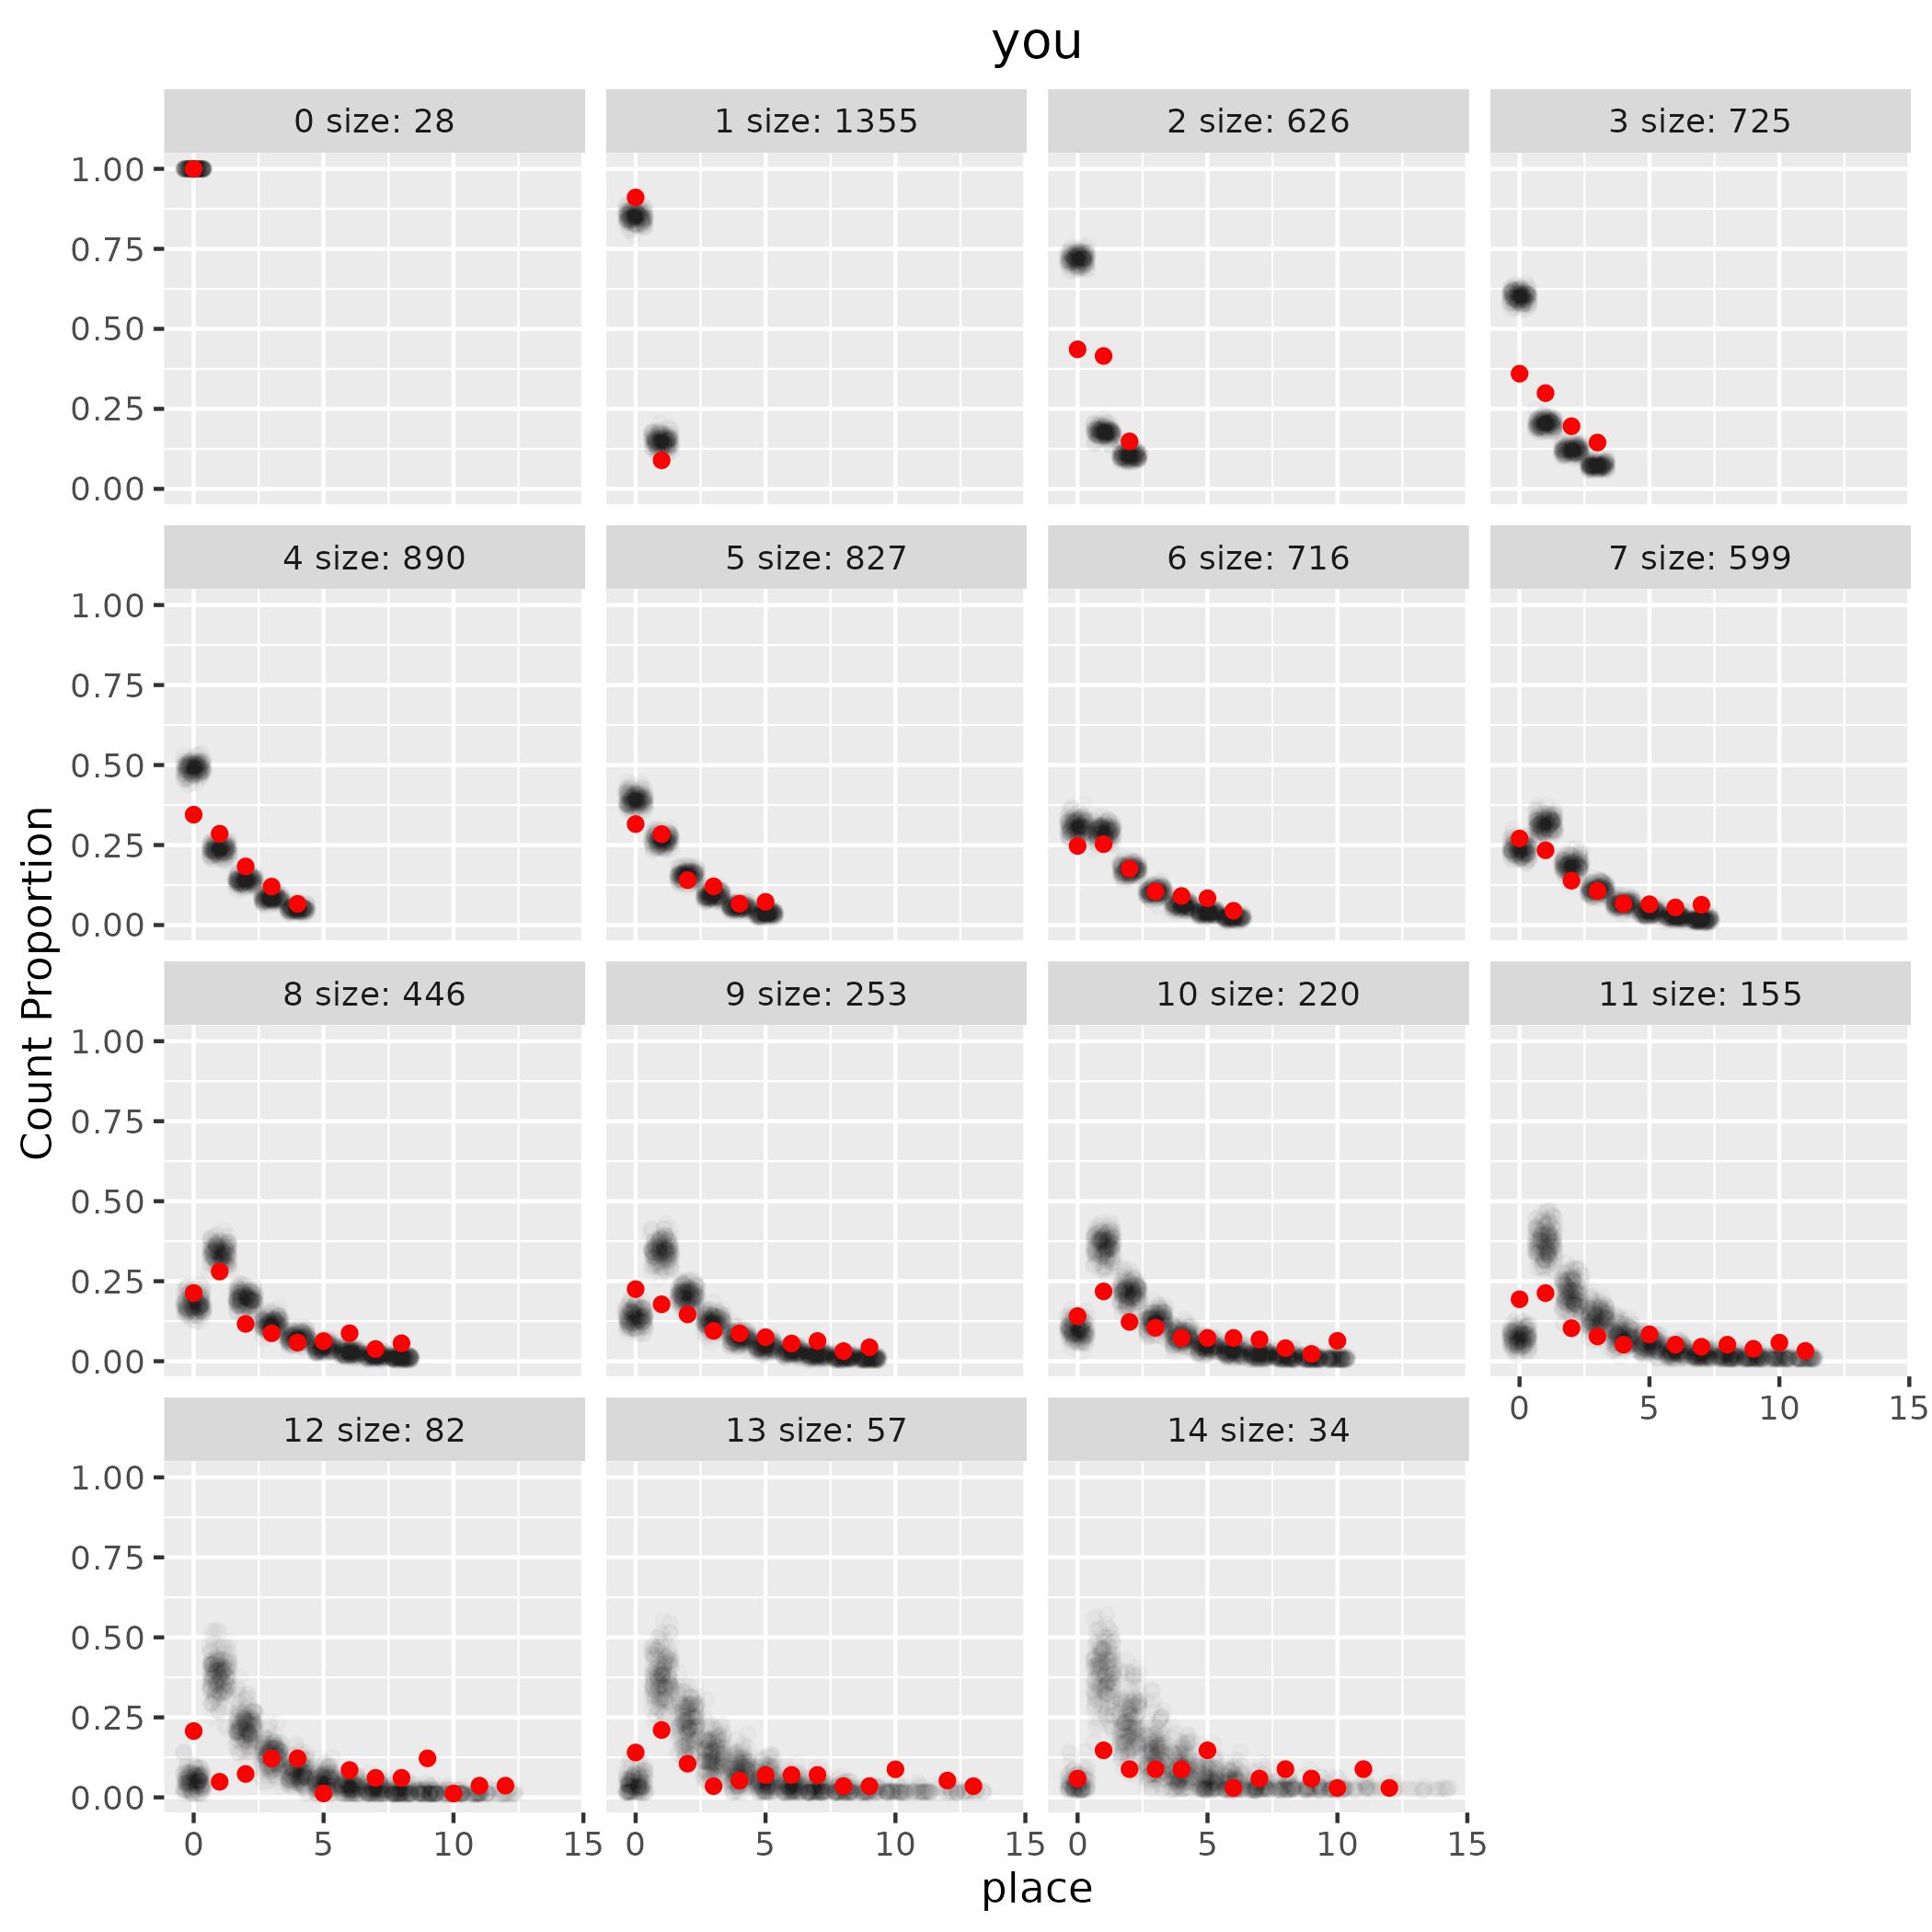 you
0 size: 28
1 size: 1355
2 size: 626
3 size: 725
1.00
0.75
0.50
0.25
0.00
4 size: 890
5 size: 827
6 size: 716
7 size: 599
1.00
0.75
0.50
0.25
0.00
Count Proportion
8 size: 446
9 size: 253
10 size: 220
11 size: 155
1.00
0.75
0.50
0.25
0.00
0 5 10 15
12 size: 82
13 size: 57
14 size: 34
1.00
0.75
0.50
0.25
0.00
0 5 10 15
0 5 10 15
0 5 10 15
place